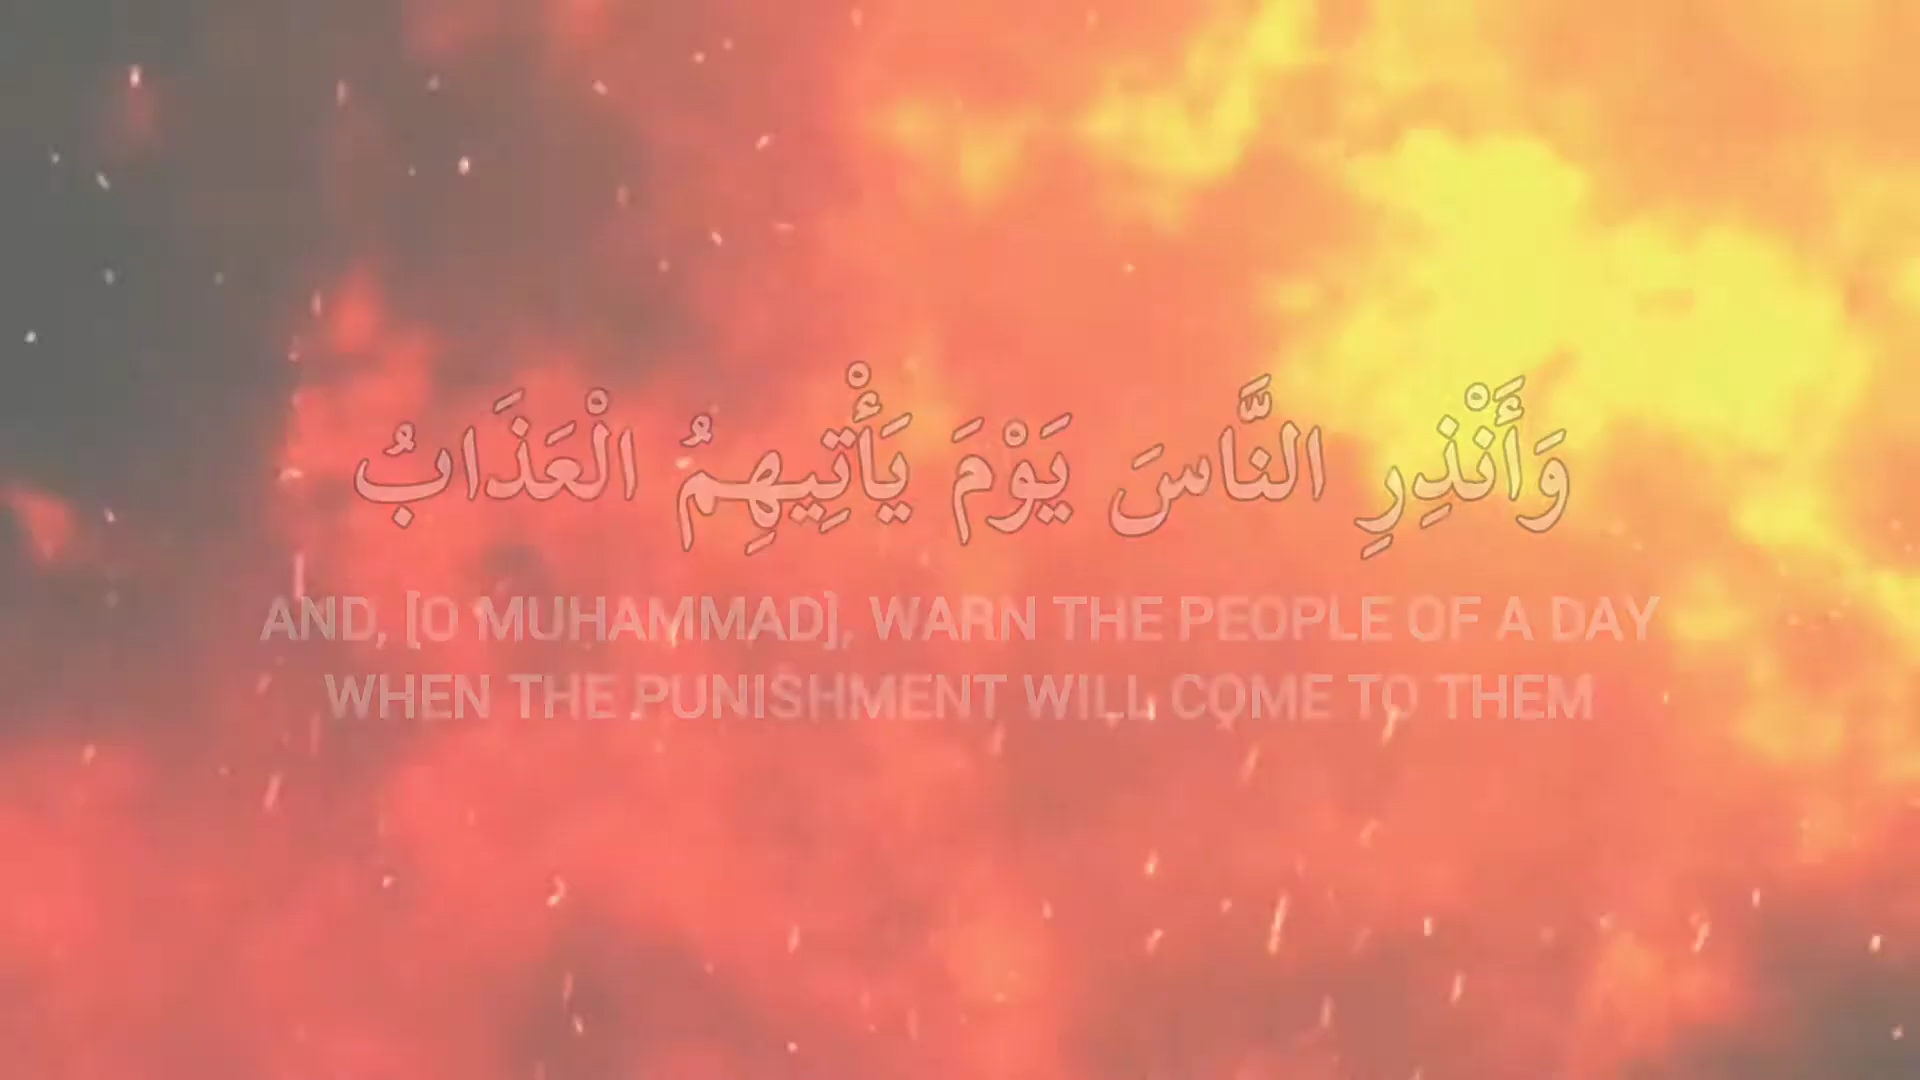 وَأَنْذِرِ النَّاسَ يَوْمَ يَأْتِيهِمُ الْعَذَابُ
AND, [O MUHAMMAD], WARN THE PEOPLE OF A DAY
WHEN THE PUNISHMENT WILL COME TO THEM